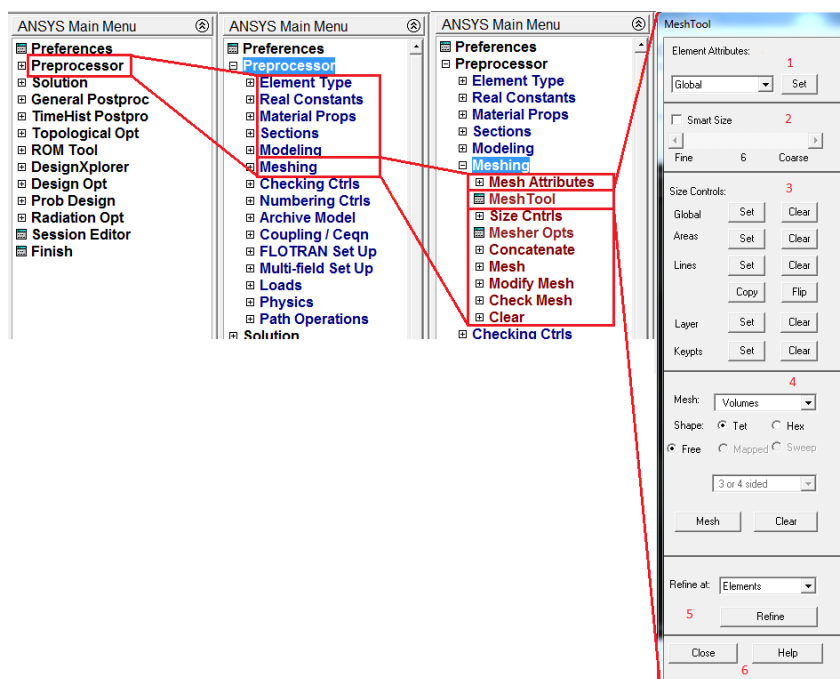 ANSYS Main Menu
Preferences
Preprocessor
Solution
General Postproc
TimeHist Postpro
Topological Opt
ROM Tool
DesignXplorer
Design Opt
Prob Design
Radiation Opt
Session Editor
Finish
ANSYS Main Menu
Preferences
Preprocessor
Element Type
Real Constants
Material Props
Sections
Modeling
Meshing
Checking Ctrls
Numbering Ctrls
Archive Model
Coupling / Ceqn
FLOTRAN Set Up
Multi-field Set Up
Loads
Physics
Path Operations
Solution
ANSYS Main Menu
Preferences
Preprocessor
Element Type
Real Constants
Material Props
Sections
Modeling
Meshing
Mesh Attributes
MeshTool
Size Cntrls
Mesher Opts
Concatenate
Mesh
Modify Mesh
Check Mesh
Clear
Checking Ctrls
MeshTool
Element Attributes:
1
Global Set
Smart Size 2
Fine 6 Coarse
Size Controls: 3
Global Set Clear
Areas Set Clear
Lines Set Clear
Copy Flip
Layer Set Clear
Keypts Set Clear
4
Mesh: Volumes
Shape: Tet Hex
Free Mapped Sweep
3 or 4 sided
Mesh Clear
Refine at: Elements
5 Refine
Close Help
6